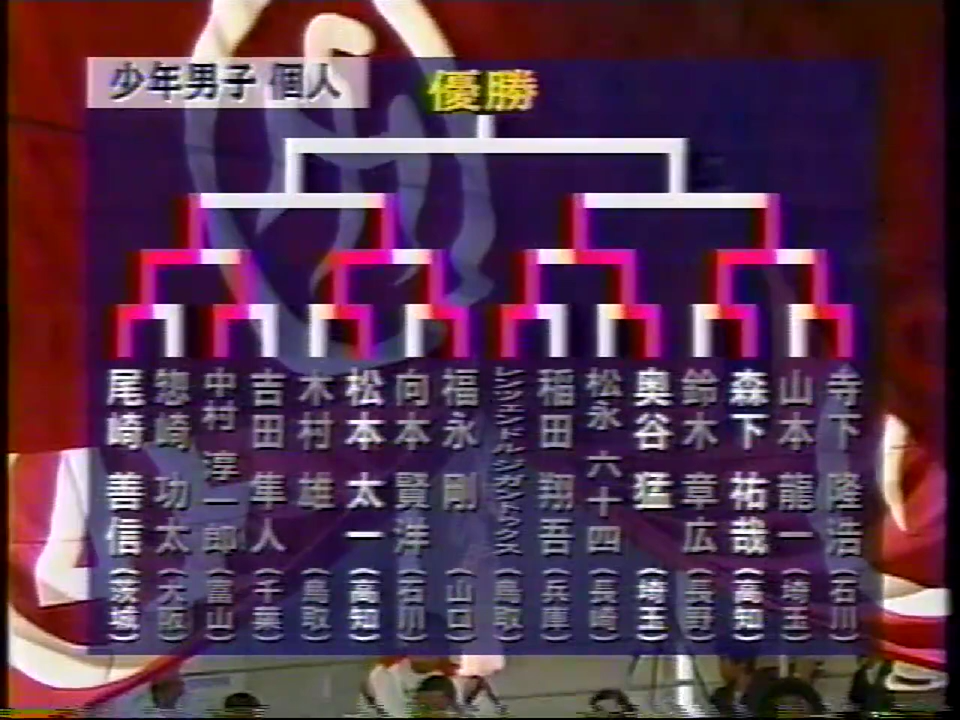 少年男子 個人
優勝
尾崎 善信(茨城)
惣崎 功太(大阪)
中村 淳一郎(富山)
吉田 隼人(千葉)
木村 雄(鳥取)
松本 太一(高知)
向本 賢洋(石川)
福永 剛(山口)
レンツェンドルジガントゥクス(鳥取)
稲田 翔吾(兵庫)
松永 六十四(長崎)
奥谷 猛(埼玉)
鈴木 章広(長野)
森下 祐哉(高知)
山本 龍一(埼玉)
寺下 隆浩(石川)